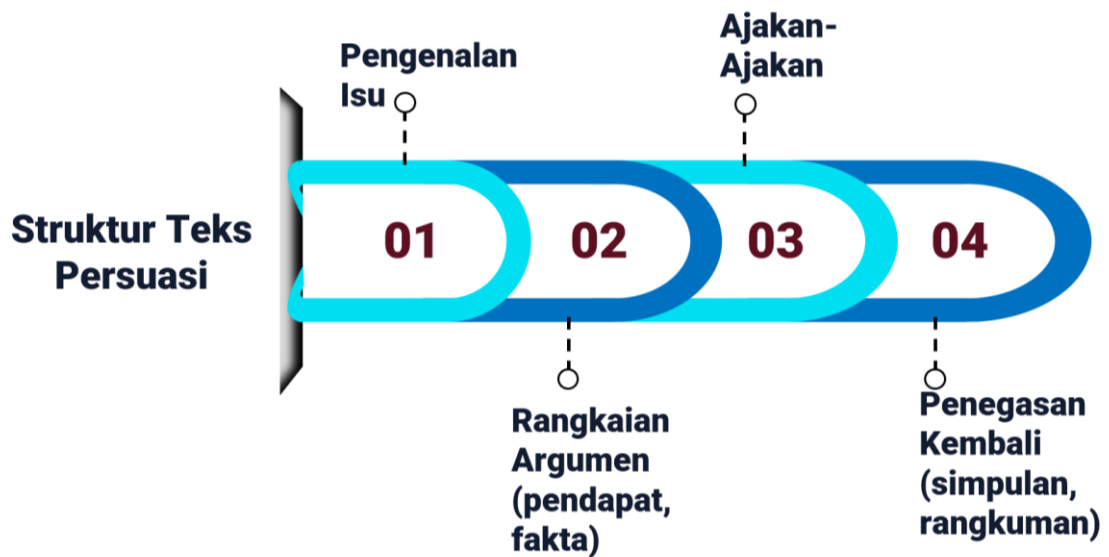 Struktur Teks
Persuasi
Pengenalan
Isu
01
Rangkaian
Argumen
(pendapat,
fakta)
02
Ajakan-
Ajakan
03
Penegasan
Kembali
(simpulan,
rangkuman)
04